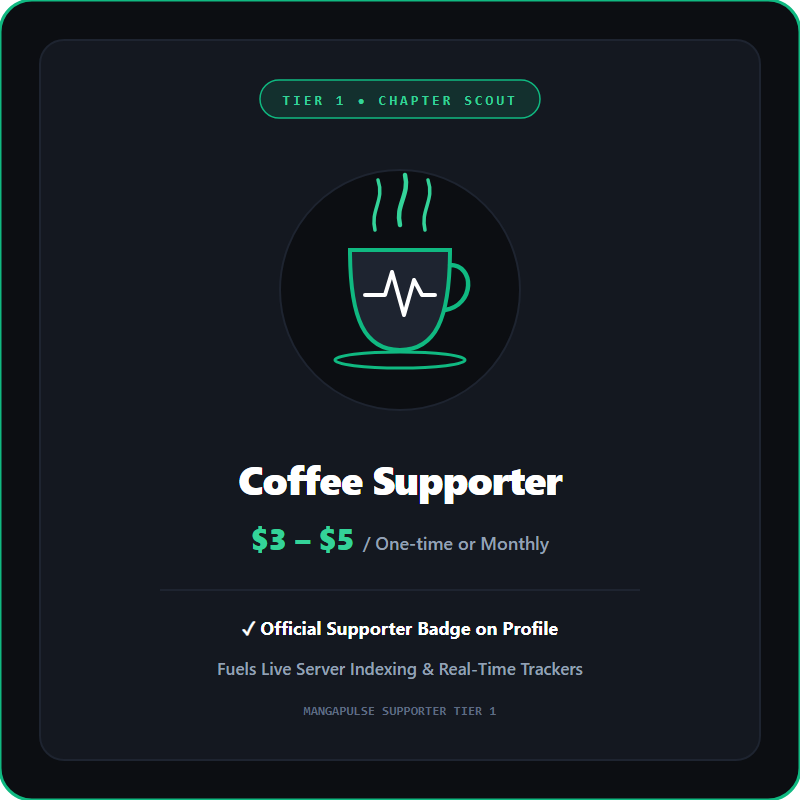 TIER 1 • CHAPTER SCOUT
Coffee Supporter
$3 – $5 / One-time or Monthly
✓ Official Supporter Badge on Profile
Fuels Live Server Indexing & Real-Time Trackers
MANGAPULSE SUPPORTER TIER 1